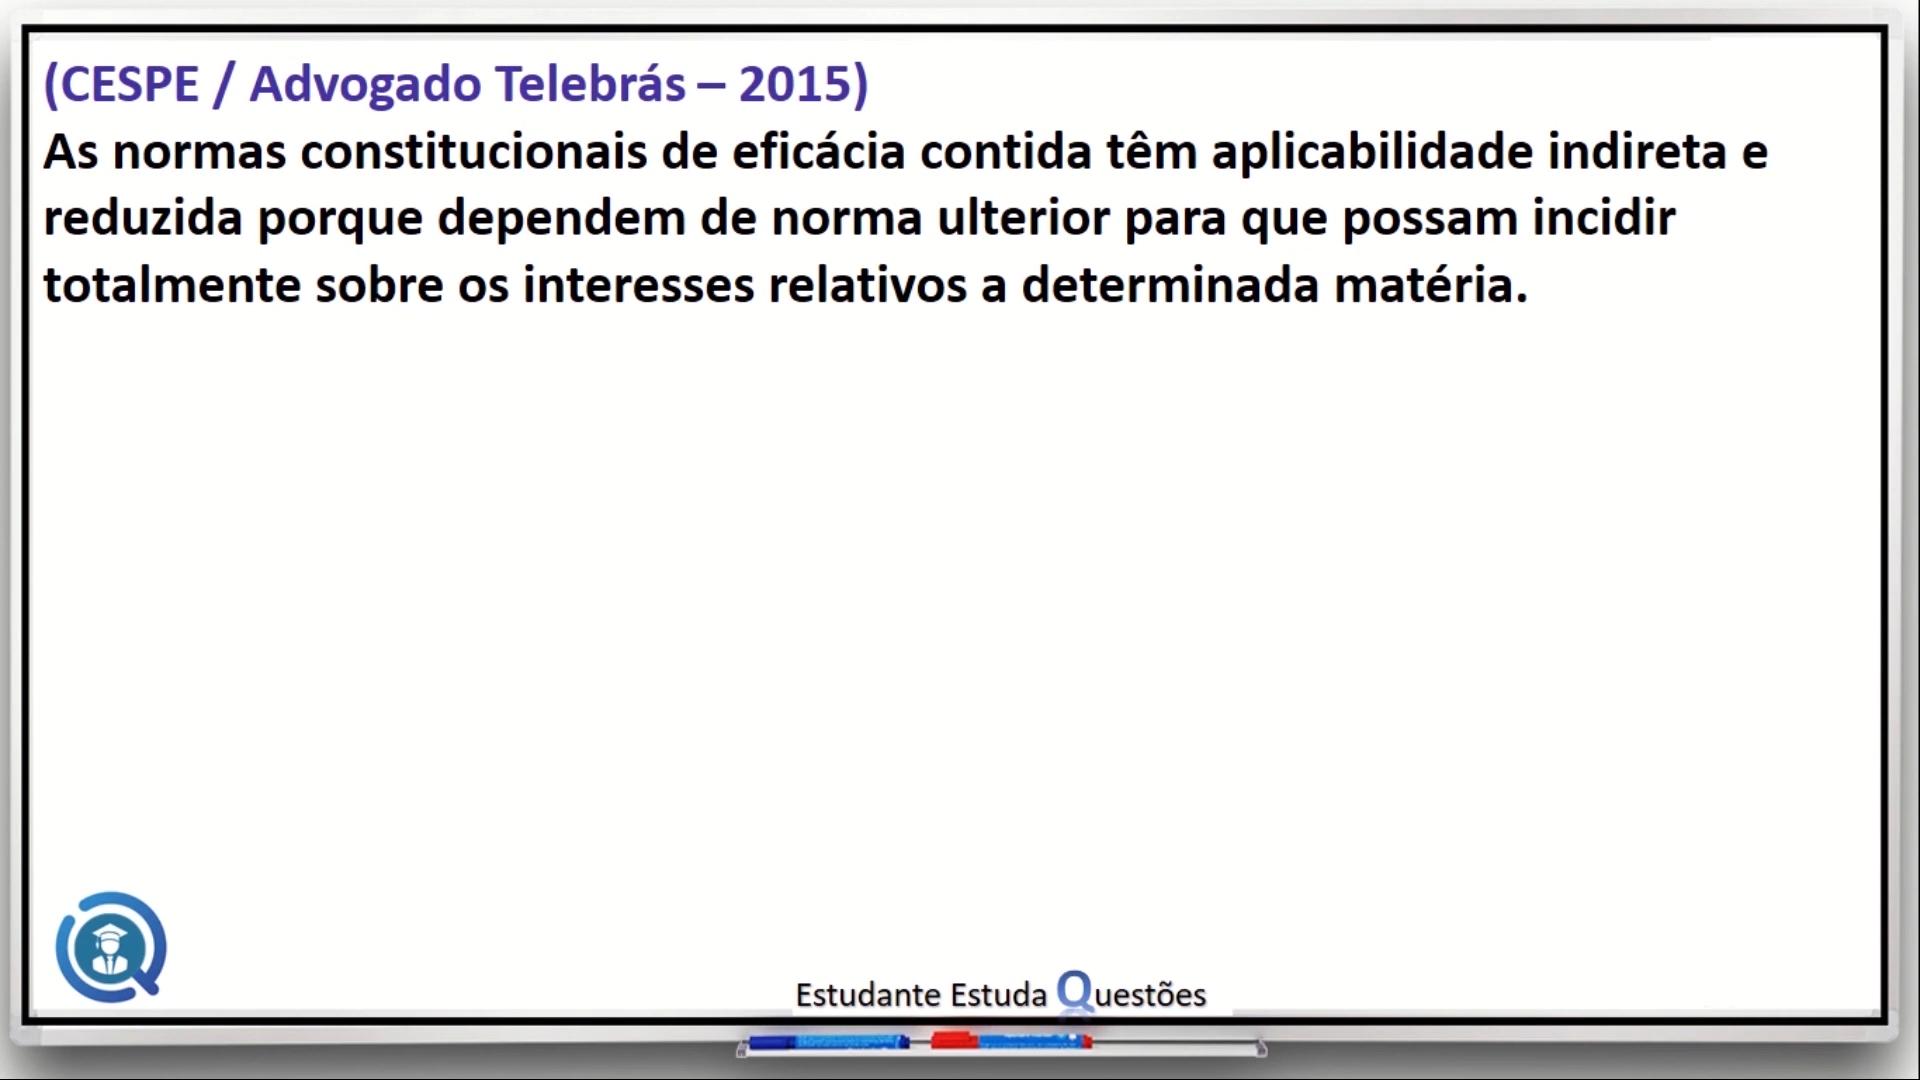 (CESPE / Advogado Telebrás – 2015)
As normas constitucionais de eficácia contida têm aplicabilidade indireta e
reduzida porque dependem de norma ulterior para que possam incidir
totalmente sobre os interesses relativos a determinada matéria.
Estudante Estuda Questões